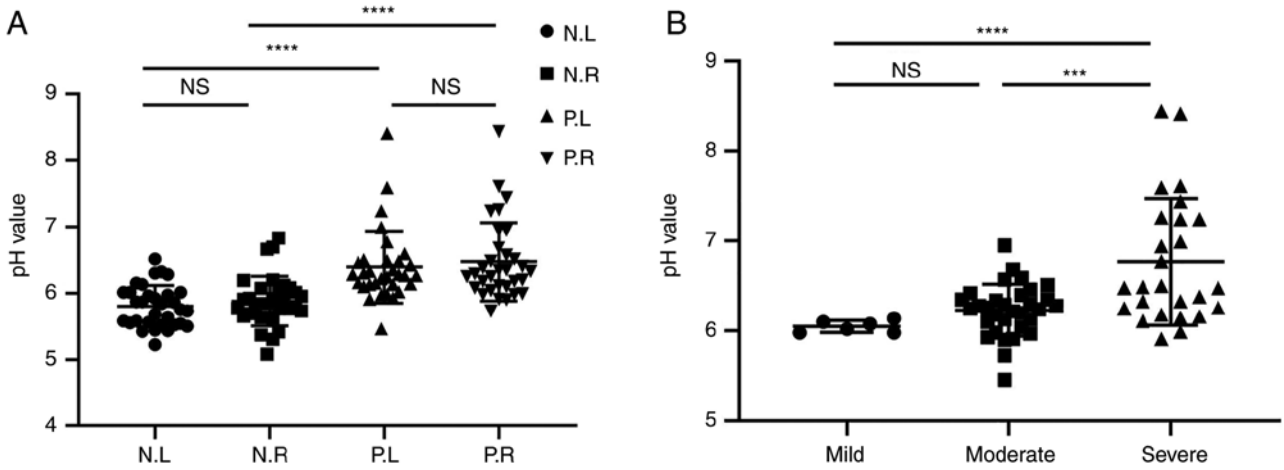 A
****
****
NS
NS
N.L
N.R
P.L
P.R
pH value
9
8
7
6
5
4
N.L
N.R
P.L
P.R
B
****
NS
***
pH value
9
8
7
6
5
Mild
Moderate
Severe